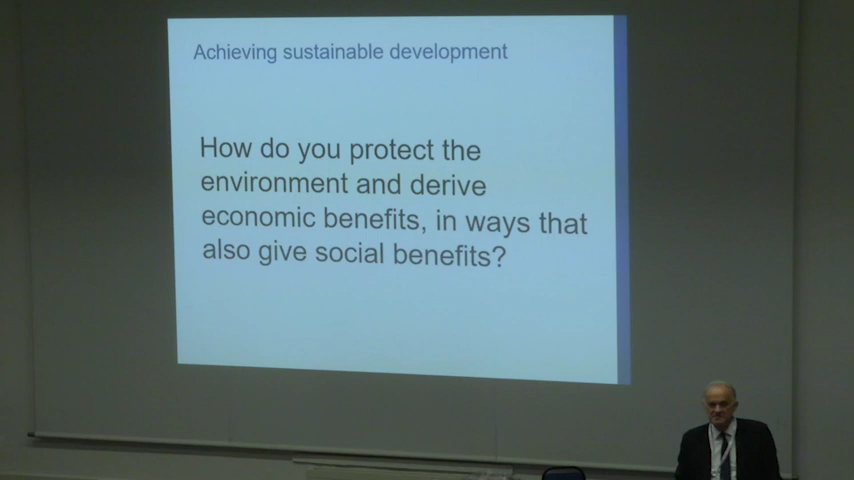 Achieving sustainable development
How do you protect the
environment and derive
economic benefits, in ways that
also give social benefits?